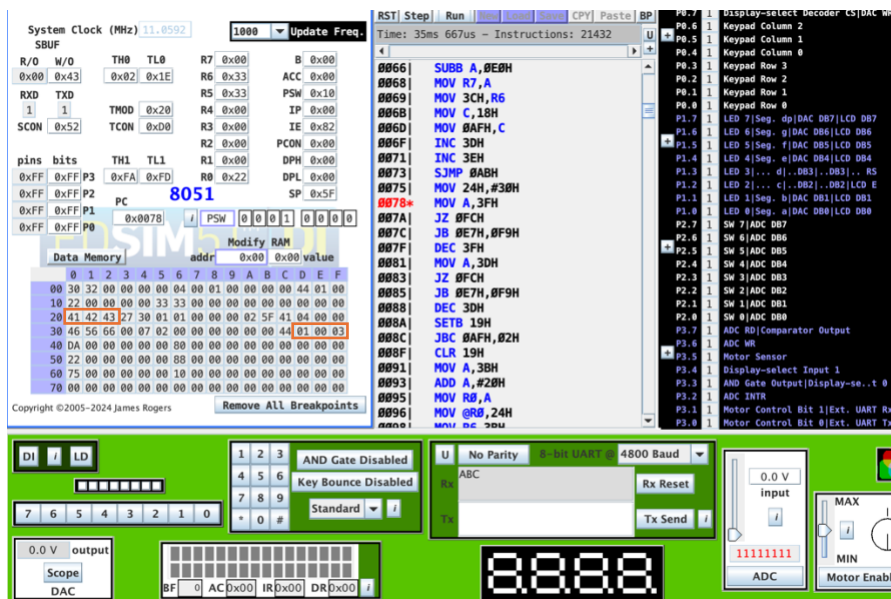 System Clock (MHz) 11.0592 1000 Update Freq.
SBUF
R/O W/O TH0 TL0 R7 0x00 B 0x00
0x00 0x43 0x02 0x1E R6 0x33 ACC 0x00
RXD TXD R5 0x33 PSW 0x10
1 1 TMOD 0x20 R4 0x00 IP 0x00
SCON 0x52 TCON 0xD0 R3 0x00 IE 0x82
R2 0x00 PCON 0x00
pins bits TH1 TL1 R1 0x00 DPH 0x00
0xFF 0xFF P3 0xFA 0xFD R0 0x22 DPL 0x00
0xFF 0xFF P2 PC 8051 SP 0x5F
0xFF 0xFF P1 0x0078 i PSW 0 0 0 1 0 0 0 0
0xFF 0xFF P0
Modify RAM
Data Memory addr 0x00 0x00 value
0 1 2 3 4 5 6 7 8 9 A B C D E F
00 30 32 00 00 00 04 00 01 00 00 00 00 44 01 00
10 22 00 00 00 00 33 33 00 00 00 00 00 00 00 00
20 41 42 43 27 30 01 01 00 00 00 02 5F 41 04 00 00
30 46 56 66 00 07 02 00 00 00 00 00 00 44 01 00 03
40 DA 00 00 00 00 00 80 00 00 00 00 00 00 00 00 00
50 22 00 00 00 00 00 88 00 00 00 00 00 00 00 00 00
60 75 00 00 00 00 00 10 00 00 00 00 00 00 00 00 00
70 00 00 00 00 00 00 00 00 00 00 00 00 00 00 00 00
Copyright ©2005-2024 James Rogers Remove All Breakpoints
RST Step Run New Load Save CPY Paste BP
Time: 35ms 667us - Instructions: 21432 U
0066| SUBB A,0E0H
0068| MOV R7,A
0069| MOV 3CH,R6
006B| MOV C,18H
006D| MOV 0AFH,C
006F| INC 3DH
0071| INC 3EH
0073| SJMP 0ABH
0075| MOV 24H,#30H
0078* MOV A,3FH
007A| JZ 0FCH
007C| JB 0E7H,0F9H
007F| DEC 3FH
0081| MOV A,3DH
0083| JZ 0FCH
0085| JB 0E7H,0F9H
0088| DEC 3DH
008A| SETB 19H
008C| JBC 0AFH,02H
008F| CLR 19H
0091| MOV A,3BH
0093| ADD A,#20H
0095| MOV R0,A
0096| MOV @R0,24H
0098| MOV R6,3BH
P0.7 1 Display-select Decoder CS|DAC WR
P0.6 1 Keypad Column 2
P0.5 1 Keypad Column 1
P0.4 1 Keypad Column 0
P0.3 1 Keypad Row 3
P0.2 1 Keypad Row 2
P0.1 1 Keypad Row 1
P0.0 1 Keypad Row 0
P1.7 1 LED 7|Seg. dp|DAC DB7|LCD DB7
P1.6 1 LED 6|Seg. g|DAC DB6|LCD DB6
P1.5 1 LED 5|Seg. f|DAC DB5|LCD DB5
P1.4 1 LED 4|Seg. e|DAC DB4|LCD DB4
P1.3 1 LED 3|... d|..DB3|..DB3|.. RS
P1.2 1 LED 2|... c|..DB2|..DB2|LCD E
P1.1 1 LED 1|Seg. b|DAC DB1|LCD DB1
P1.0 1 LED 0|Seg. a|DAC DB0|LCD DB0
P2.7 1 SW 7|ADC DB7
P2.6 1 SW 6|ADC DB6
P2.5 1 SW 5|ADC DB5
P2.4 1 SW 4|ADC DB4
P2.3 1 SW 3|ADC DB3
P2.2 1 SW 2|ADC DB2
P2.1 1 SW 1|ADC DB1
P2.0 1 SW 0|ADC DB0
P3.7 1 ADC RD|Comparator Output
P3.6 1 ADC WR
P3.5 1 Motor Sensor
P3.4 1 Display-select Input 1
P3.3 1 AND Gate Output|Display-se..t 0
P3.2 1 ADC INTR
P3.1 1 Motor Control Bit 1|Ext. UART Rx
P3.0 1 Motor Control Bit 0|Ext. UART Tx
DI i LD
7 6 5 4 3 2 1 0
0.0 V output
Scope
DAC
1 2 3
4 5 6
7 8 9
* 0 #
AND Gate Disabled
Key Bounce Disabled
Standard i
BF 0 AC 0x00 IR 0x00 DR 0x00 i
U No Parity 8-bit UART @ 4800 Baud
Rx ABC Rx Reset
Tx Tx Send i
8.8.8.8
0.0 V
input
i
11111111
ADC
MAX
i
MIN
Motor Enabl